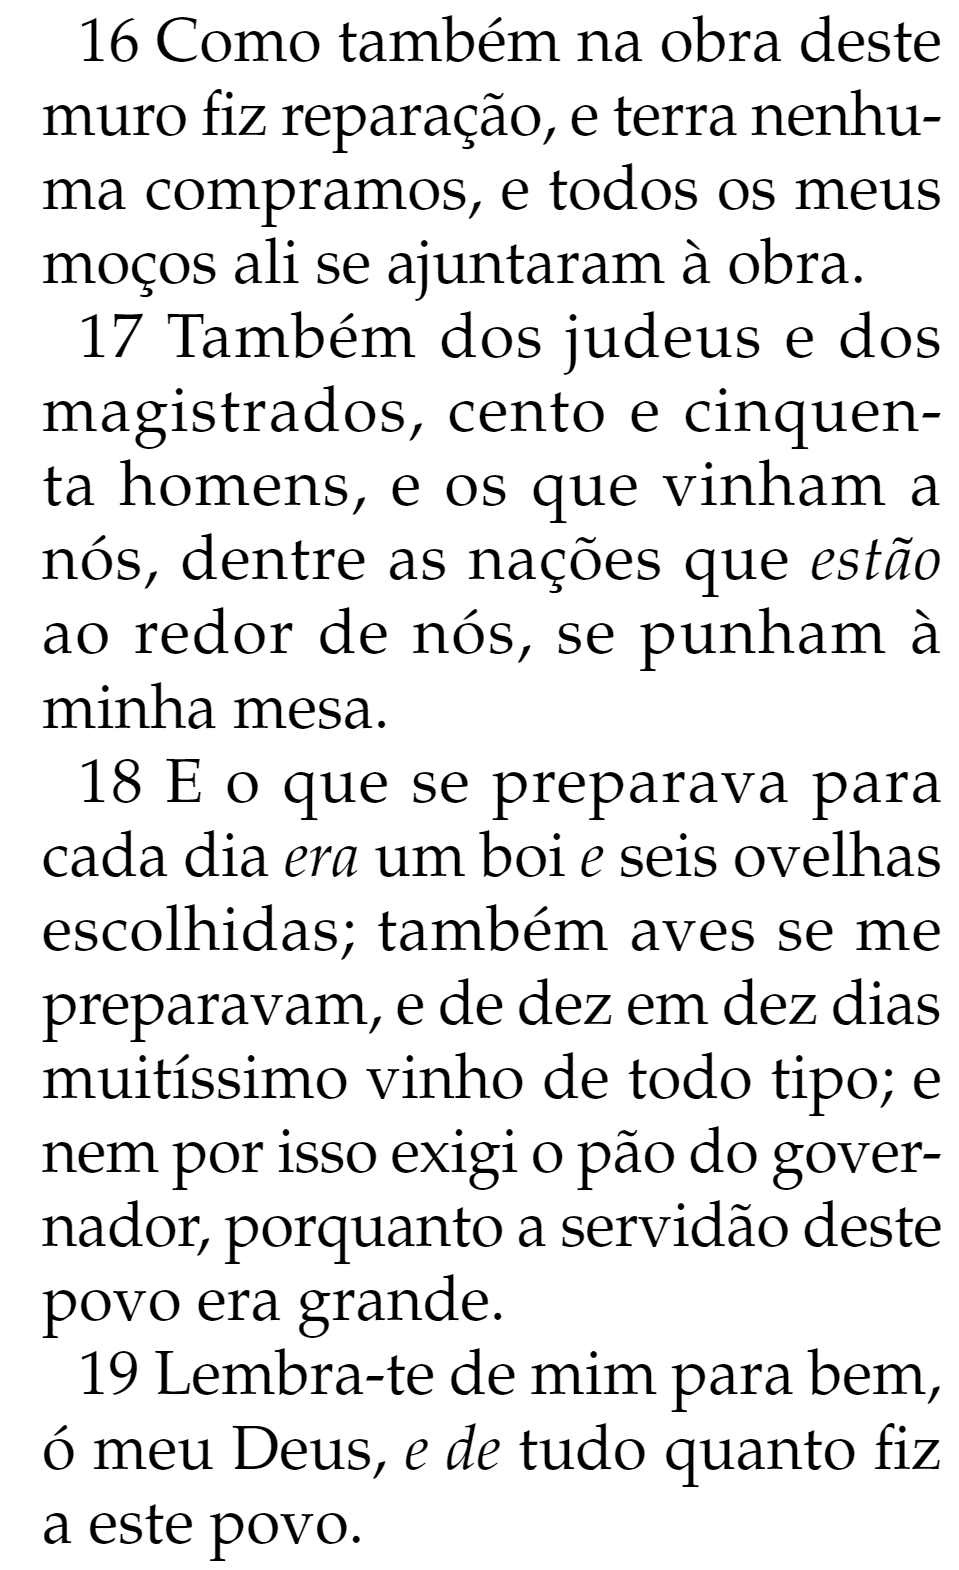 16 Como também na obra deste
muro fiz reparação, e terra nenhu-
ma compramos, e todos os meus
moços ali se ajuntaram à obra.
17 Também dos judeus e dos
magistrados, cento e cinquen-
ta homens, e os que vinham a
nós, dentre as nações que estão
ao redor de nós, se punham à
minha mesa.
18 E o que se preparava para
cada dia era um boi e seis ovelhas
escolhidas; também aves se me
preparavam, e de dez em dez dias
muitíssimo vinho de todo tipo; e
nem por isso exigi o pão do gover-
nador, porquanto a servidão deste
povo era grande.
19 Lembra-te de mim para bem,
ó meu Deus, e de tudo quanto fiz
a este povo.